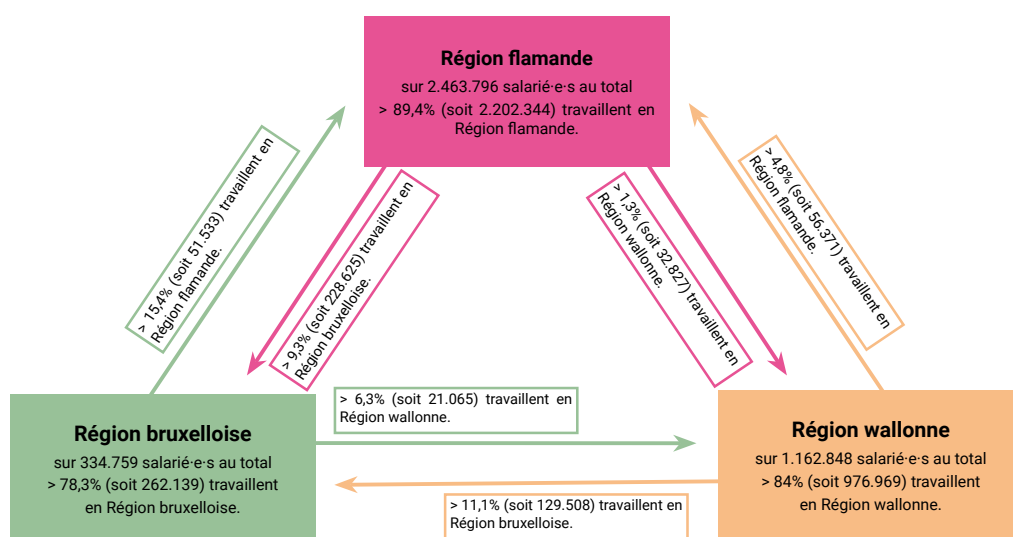 Région flamande
sur 2.463.796 salarié·e·s au total
> 89,4% (soit 2.202.344) travaillent en
Région flamande.
> 15,4% (soit 51.533) travaillent en
Région flamande.
> 9,3% (soit 228.625) travaillent en
Région bruxelloise.
> 1,3% (soit 32.827) travaillent en
Région wallonne.
> 4,8% (soit 56.371) travaillent en
Région flamande.
> 6,3% (soit 21.065) travaillent en
Région wallonne.
Région bruxelloise
sur 334.759 salarié·e·s au total
> 78,3% (soit 262.139) travaillent
en Région bruxelloise.
Région wallonne
sur 1.162.848 salarié·e·s au total
> 84% (soit 976.969) travaillent
en Région wallonne.
> 11,1% (soit 129.508) travaillent en
Région bruxelloise.